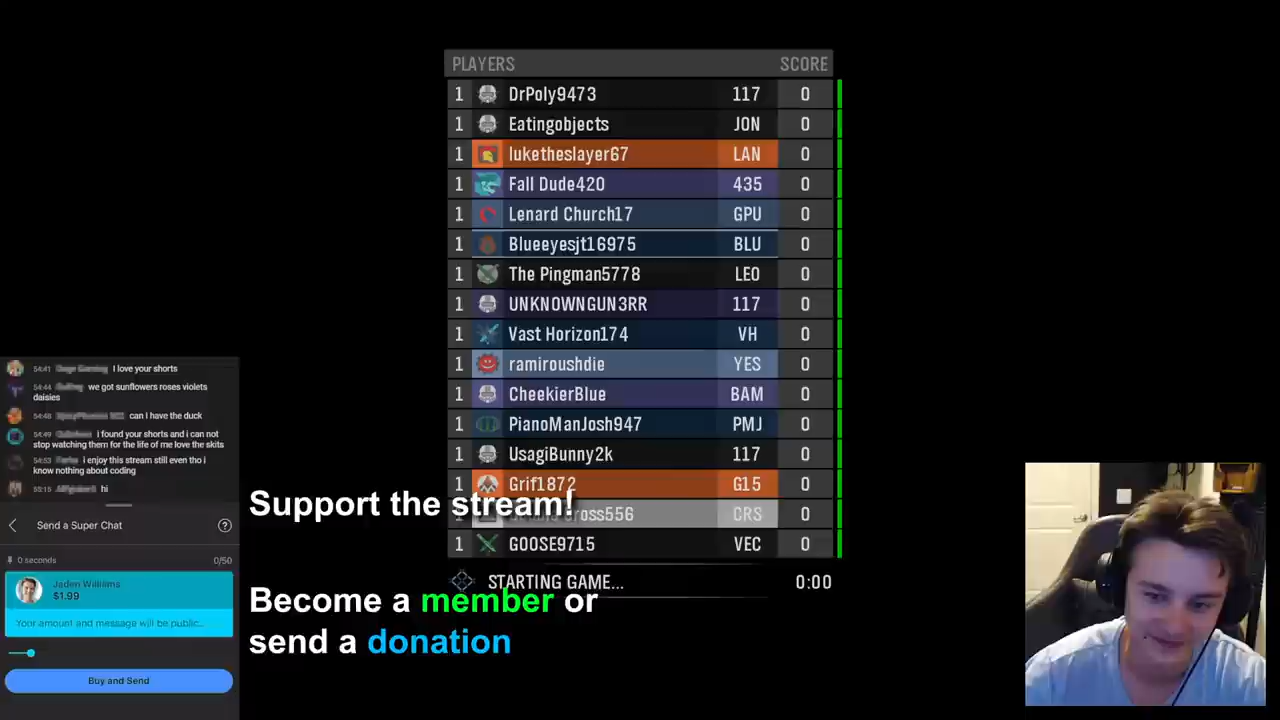 PLAYERS SCORE
1 DrPoly9473 117 0
1 Eatingobjects JON 0
1 luketheslayer67 LAN 0
1 Fall Dude420 435 0
1 Lenard Church17 GPU 0
1 Blueeyesjt16975 BLU 0
1 The Pingman5778 LEO 0
1 UNKNOWNGUN3RR 117 0
1 Vast Horizon174 VH 0
1 ramiroushdie YES 0
1 CheekierBlue BAM 0
1 PianoManJosh947 PMJ 0
1 UsagiBunny2k 117 0
1 Grif1872 G15 0
1 ross556 CRS 0
1 GOOSE9715 VEC 0
STARTING GAME... 0:00
54:41 I love your shorts
54:44 we got sunflowers roses violets
daisies
54:48 can I have the duck
54:49 i found your shorts and i can not
stop watching them for the life of me love the skits
54:53 i enjoy this stream still even tho i
know nothing about coding
55:15 hi
Send a Super Chat
0 seconds 0/50
Jaden Williams
$1.99
Your amount and message will be public...
Buy and Send
Support the stream!
Become a member or
send a donation